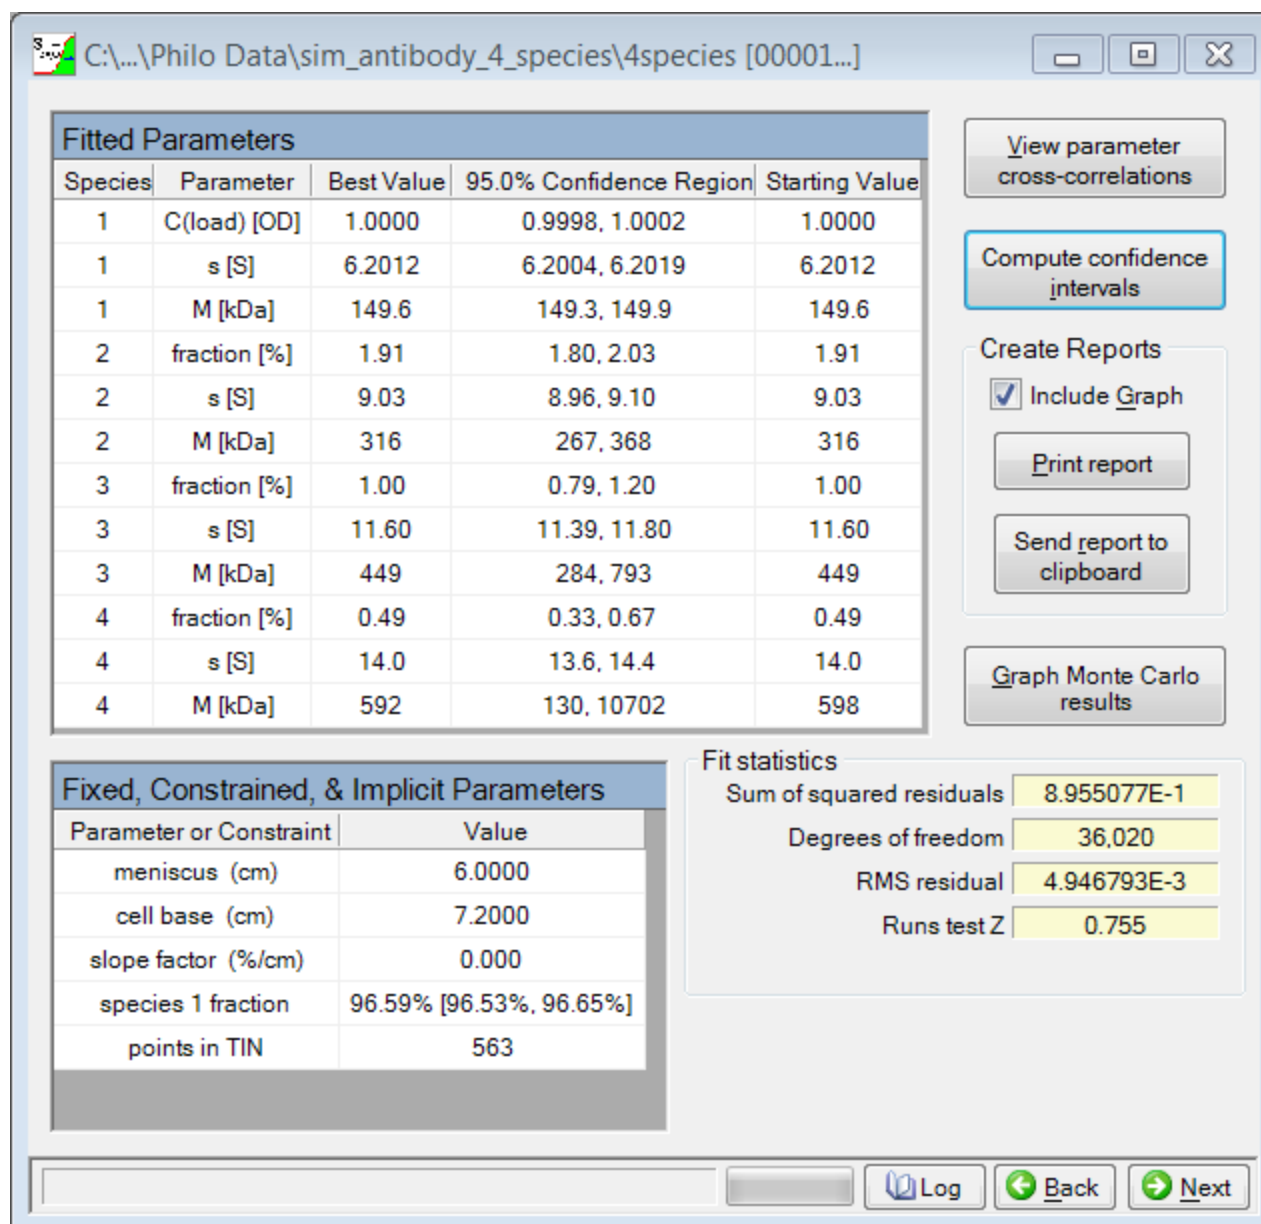 C:\...\Philo Data\sim_antibody_4_species\4species [00001...]
Fitted Parameters
Species Parameter Best Value 95.0% Confidence Region Starting Value
1 C(load) [OD] 1.0000 0.9998, 1.0002 1.0000
1 s [S] 6.2012 6.2004, 6.2019 6.2012
1 M [kDa] 149.6 149.3, 149.9 149.6
2 fraction [%] 1.91 1.80, 2.03 1.91
2 s [S] 9.03 8.96, 9.10 9.03
2 M [kDa] 316 267, 368 316
3 fraction [%] 1.00 0.79, 1.20 1.00
3 s [S] 11.60 11.39, 11.80 11.60
3 M [kDa] 449 284, 793 449
4 fraction [%] 0.49 0.33, 0.67 0.49
4 s [S] 14.0 13.6, 14.4 14.0
4 M [kDa] 592 130, 10702 598
View parameter
cross-correlations
Compute confidence
intervals
Create Reports
Include Graph
Print report
Send report to
clipboard
Graph Monte Carlo
results
Fixed, Constrained, & Implicit Parameters
Parameter or Constraint Value
meniscus (cm) 6.0000
cell base (cm) 7.2000
slope factor (%/cm) 0.000
species 1 fraction 96.59% [96.53%, 96.65%]
points in TIN 563
Fit statistics
Sum of squared residuals 8.955077E-1
Degrees of freedom 36,020
RMS residual 4.946793E-3
Runs test Z 0.755
Log
Back
Next